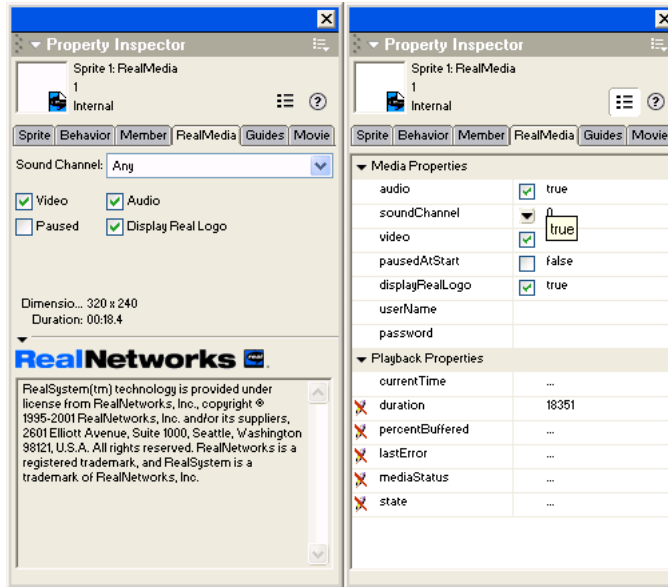 Property Inspector
Sprite 1: RealMedia
1
Internal
Sprite Behavior Member RealMedia Guides Movie
Sound Channel: Any
Video Audio
Paused Display Real Logo
Dimensio... 320 x 240
Duration: 00:18.4
RealNetworks real
RealSystem(tm) technology is provided under
license from RealNetworks, Inc., copyright ©
1995-2001 RealNetworks, Inc. and/or its suppliers,
2601 Elliott Avenue, Suite 1000, Seattle, Washington
98121, U.S.A. All rights reserved. RealNetworks is a
registered trademark, and RealSystem is a
trademark of RealNetworks, Inc.
Property Inspector
Sprite 1: RealMedia
1
Internal
Sprite Behavior Member RealMedia Guides Movie
Media Properties
audio true
soundChannel 0
true
video
pausedAtStart false
displayRealLogo true
userName
password
Playback Properties
currentTime ...
duration 18351
percentBuffered ...
lastError ...
mediaStatus ...
state ...